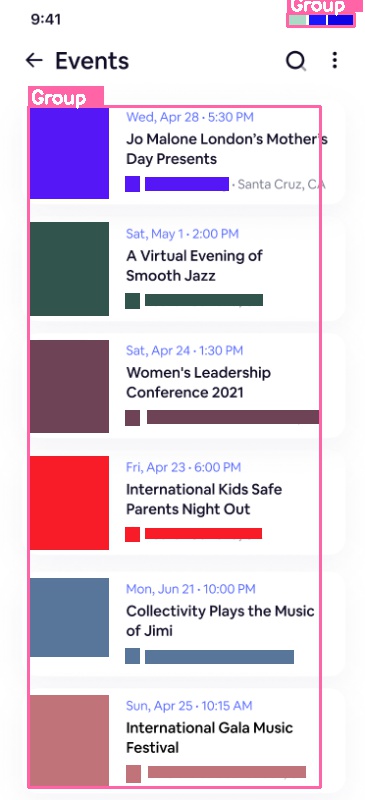 Group
9:41
Events
Group
Wed, Apr 28 • 5:30 PM
Jo Malone London's Mother's
Day Presents
• Santa Cruz, CA
Sat, May 1 • 2:00 PM
A Virtual Evening of
Smooth Jazz
Sat, Apr 24 • 1:30 PM
Women's Leadership
Conference 2021
Fri, Apr 23 • 6:00 PM
International Kids Safe
Parents Night Out
Mon, Jun 21 • 10:00 PM
Collectivity Plays the Music
of Jimi
Sun, Apr 25 • 10:15 AM
International Gala Music
Festival